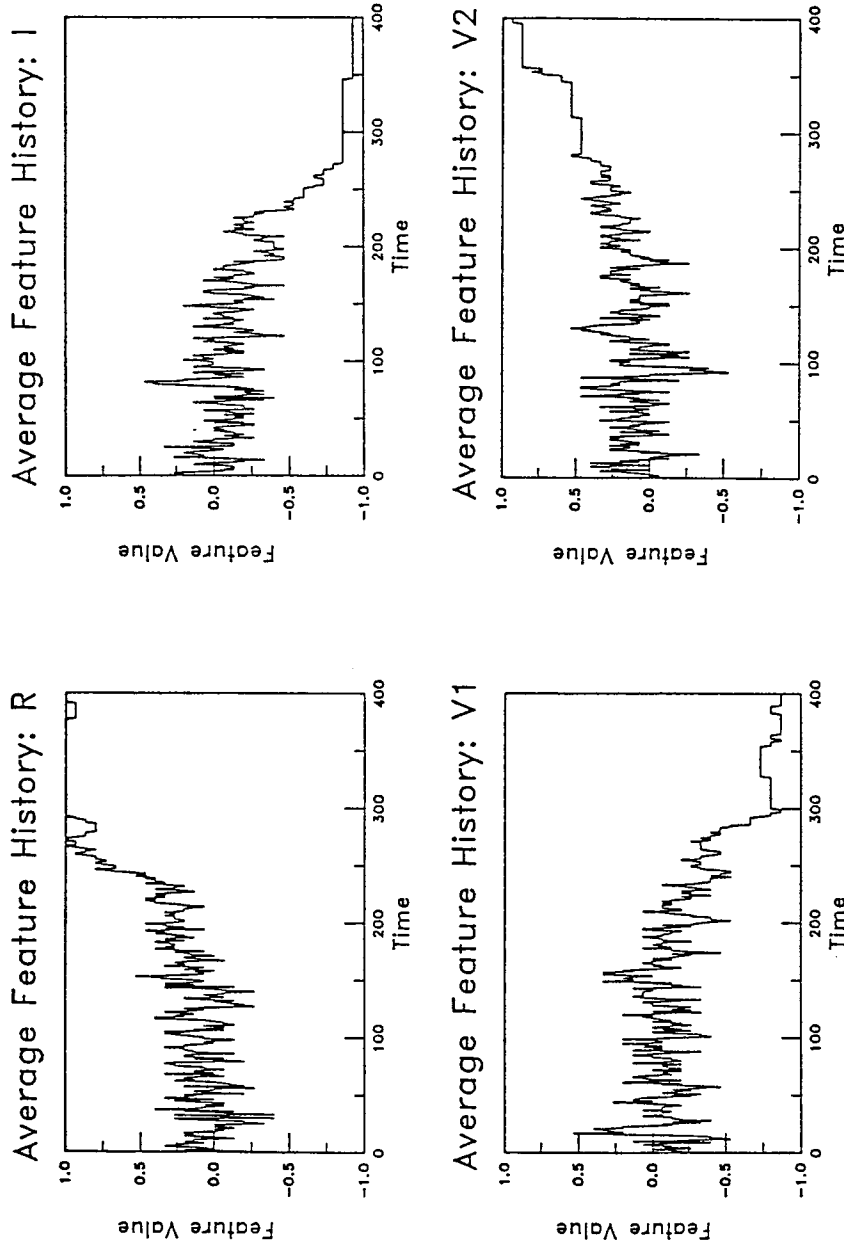 Average Feature History: R
Feature Value
1.0
0.5
0.0
-0.5
-1.0
0 100 200 300 400
Time
Average Feature History: I
Feature Value
1.0
0.5
0.0
-0.5
-1.0
0 100 200 300 400
Time
Average Feature History: V1
Feature Value
1.0
0.5
0.0
-0.5
-1.0
0 100 200 300 400
Time
Average Feature History: V2
Feature Value
1.0
0.5
0.0
-0.5
-1.0
0 100 200 300 400
Time